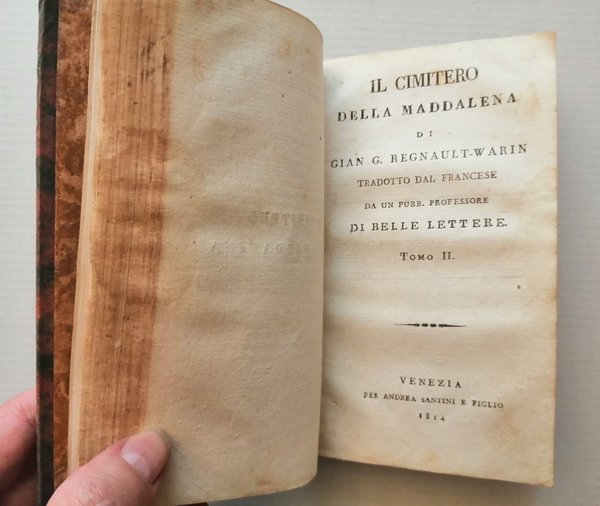 IL CIMITERO
DELLA MADDALENA
DI
GIAN G. REGNAULT-WARIN
TRADOTTO DAL FRANCESE
DA UN PUBB. PROFESSORE
DI BELLE LETTERE.
TOMO II.
VENEZIA
PER ANDREA SANTINI E FIGLIO
1814